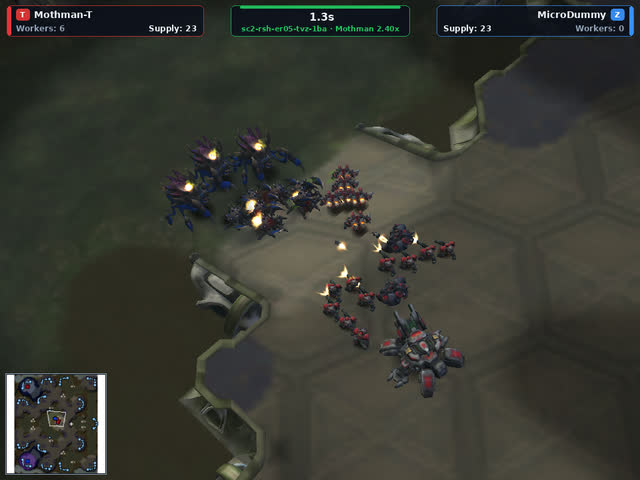 T Mothman-T
Workers: 6 Supply: 23
1.3s
sc2-rsh-er05-tvz-1ba · Mothman 2.40x
MicroDummy Z
Supply: 23 Workers: 0